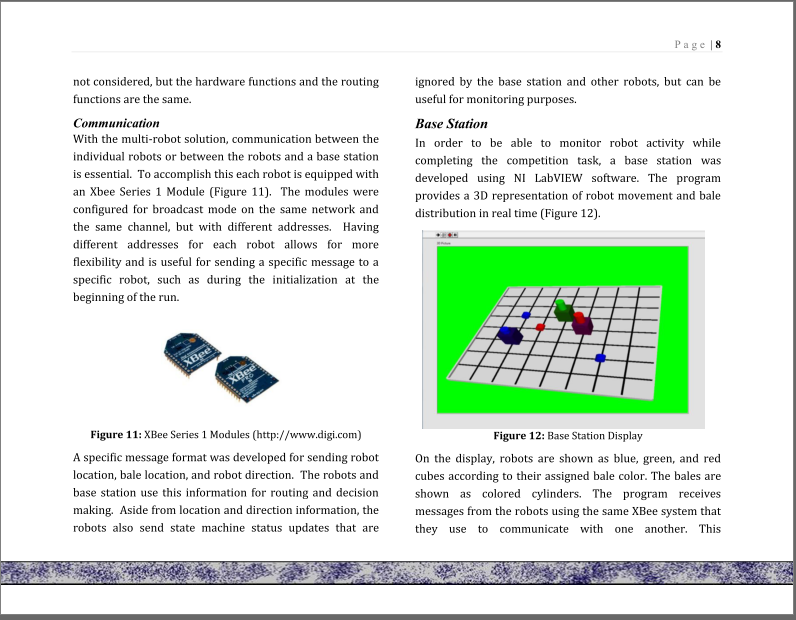 Page | 8
not considered, but the hardware functions and the routing
functions are the same.
Communication
With the multi-robot solution, communication between the
individual robots or between the robots and a base station
is essential. To accomplish this each robot is equipped with
an Xbee Series 1 Module (Figure 11). The modules were
configured for broadcast mode on the same network and
the same channel, but with different addresses. Having
different addresses for each robot allows for more
flexibility and is useful for sending a specific message to a
specific robot, such as during the initialization at the
beginning of the run.
XBee
XBee
Figure 11: XBee Series 1 Modules (http://www.digi.com)
A specific message format was developed for sending robot
location, bale location, and robot direction. The robots and
base station use this information for routing and decision
making. Aside from location and direction information, the
robots also send state machine status updates that are
ignored by the base station and other robots, but can be
useful for monitoring purposes.
Base Station
In order to be able to monitor robot activity while
completing the competition task, a base station was
developed using NI LabVIEW software. The program
provides a 3D representation of robot movement and bale
distribution in real time (Figure 12).
Figure 12: Base Station Display
On the display, robots are shown as blue, green, and red
cubes according to their assigned bale color. The bales are
shown as colored cylinders. The program receives
messages from the robots using the same XBee system that
they use to communicate with one another. This